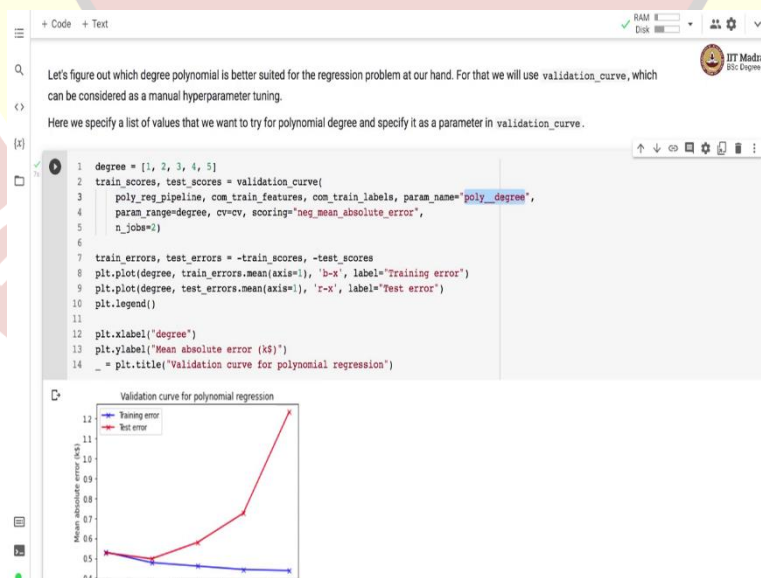 + Code + Text
RAM
Disk
IIT Madra
BSc Degree
Let's figure out which degree polynomial is better suited for the regression problem at our hand. For that we will use validation_curve, which
can be considered as a manual hyperparameter tuning.
Here we specify a list of values that we want to try for polynomial degree and specify it as a parameter in validation_curve.
{x}
7s
1 degree = [1, 2, 3, 4, 5]
2 train_scores, test_scores = validation_curve(
3 poly_reg_pipeline, com_train_features, com_train_labels, param_name="poly__degree",
4 param_range=degree, cv=cv, scoring="neg_mean_absolute_error",
5 n_jobs=2)
6
7 train_errors, test_errors = -train_scores, -test_scores
8 plt.plot(degree, train_errors.mean(axis=1), 'b-x', label="Training error")
9 plt.plot(degree, test_errors.mean(axis=1), 'r-x', label="Test error")
10 plt.legend()
11
12 plt.xlabel("degree")
13 plt.ylabel("Mean absolute error (k$)")
14 _ = plt.title("Validation curve for polynomial regression")
Validation curve for polynomial regression
Training error
Test error
Mean absolute error (k$)
1.2
1.1
1.0
0.9
0.8
0.7
0.6
0.5
0.4